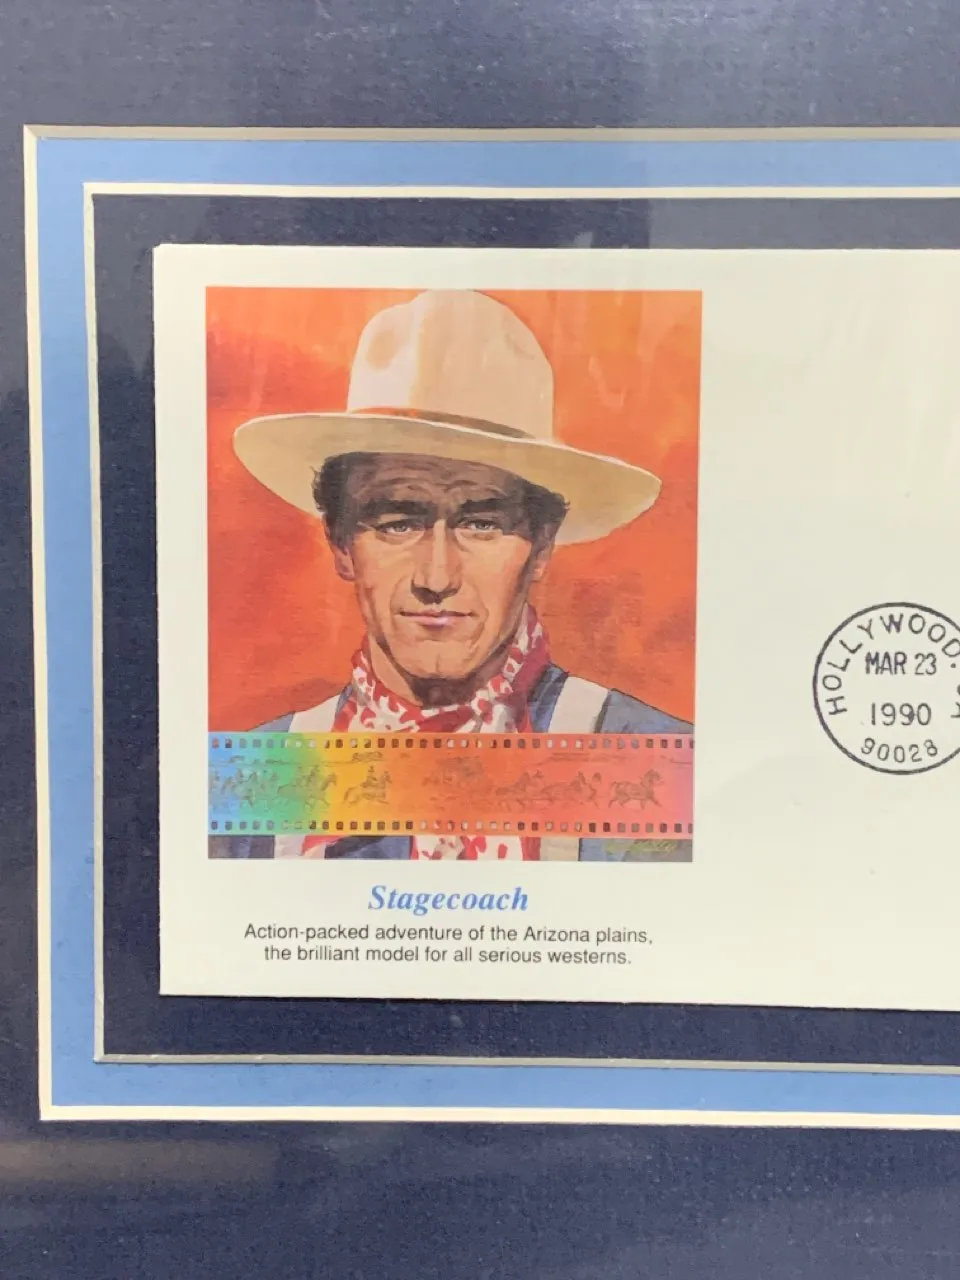 Stagecoach
Action-packed adventure of the Arizona plains,
the brilliant model for all serious westerns.
HOLLYWOOD,
MAR 23
1990
90028